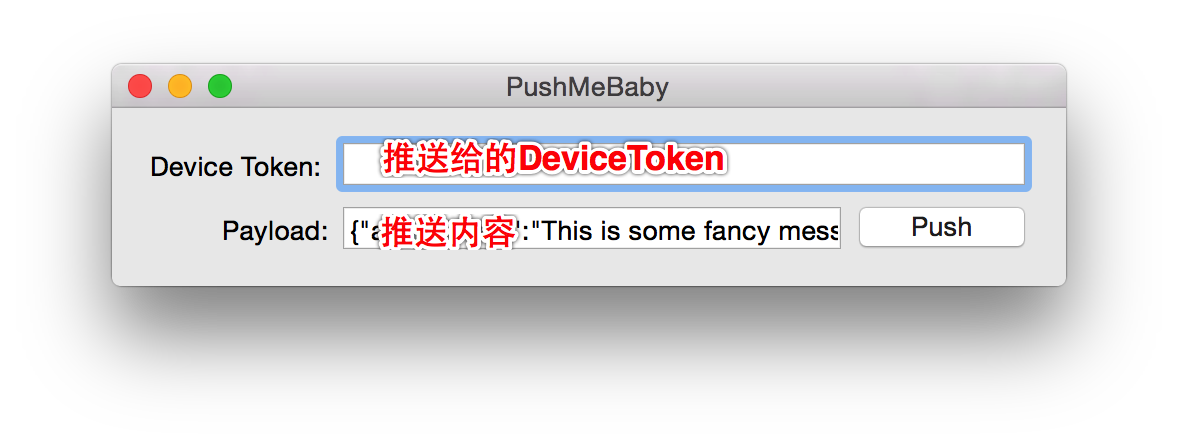 PushMeBaby
Device Token: 推送给的DeviceToken
Payload: {"a 推送内容 ":"This is some fancy mess Push